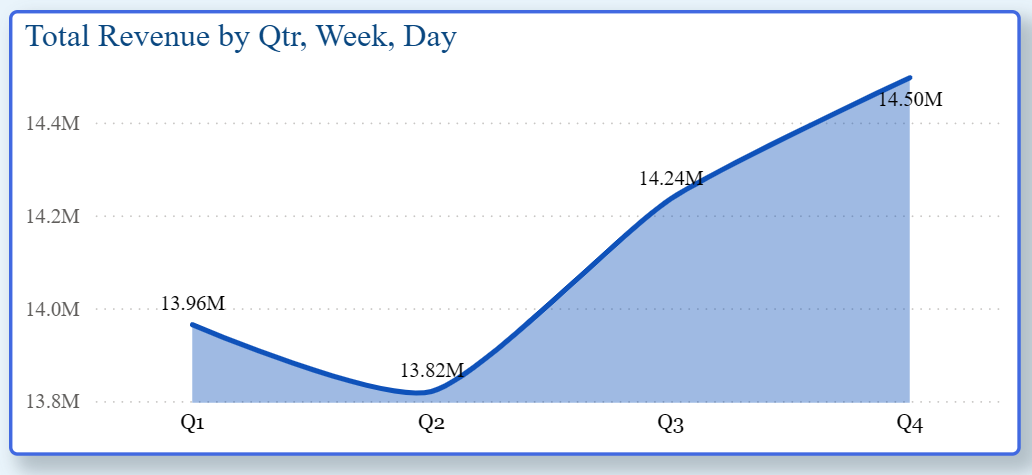 Total Revenue by Qtr, Week, Day
14.50M
14.4M
14.24M
14.2M
13.96M
14.0M
13.82M
13.8M
Q1 Q2 Q3 Q4